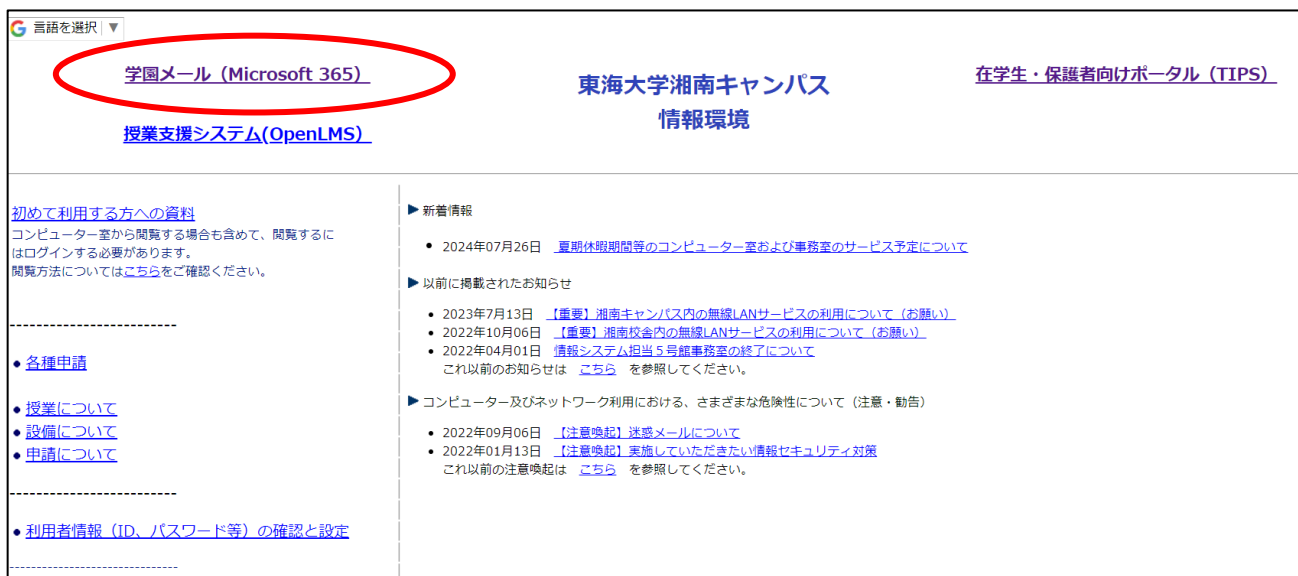 言語を選択 ▼
学園メール（Microsoft 365）
授業支援システム(OpenLMS)
東海大学湘南キャンパス
情報環境
在学生・保護者向けポータル（TIPS）
初めて利用する方への資料
コンピューター室から閲覧する場合も含めて、閲覧するに
はログインする必要があります。
閲覧方法についてはこちらをご確認ください。
-------------------------
● 各種申請
● 授業について
● 設備について
● 申請について
-------------------------
● 利用者情報（ID、パスワード等）の確認と設定
------------------------------
▶ 新着情報
• 2024年07月26日 夏期休暇期間等のコンピューター室および事務室のサービス予定について
▶ 以前に掲載されたお知らせ
• 2023年7月13日 【重要】湘南キャンパス内の無線LANサービスの利用について（お願い）
• 2022年10月06日 【重要】湘南校舎内の無線LANサービスの利用について（お願い）
• 2022年04月01日 情報システム担当５号館事務室の終了について
これ以前のお知らせは こちら を参照してください。
▶ コンピューター及びネットワーク利用における、さまざまな危険性について（注意・勧告）
• 2022年09月06日 【注意喚起】迷惑メールについて
• 2022年01月13日 【注意喚起】実施していただきたい情報セキュリティ対策
これ以前の注意喚起は こちら を参照してください。